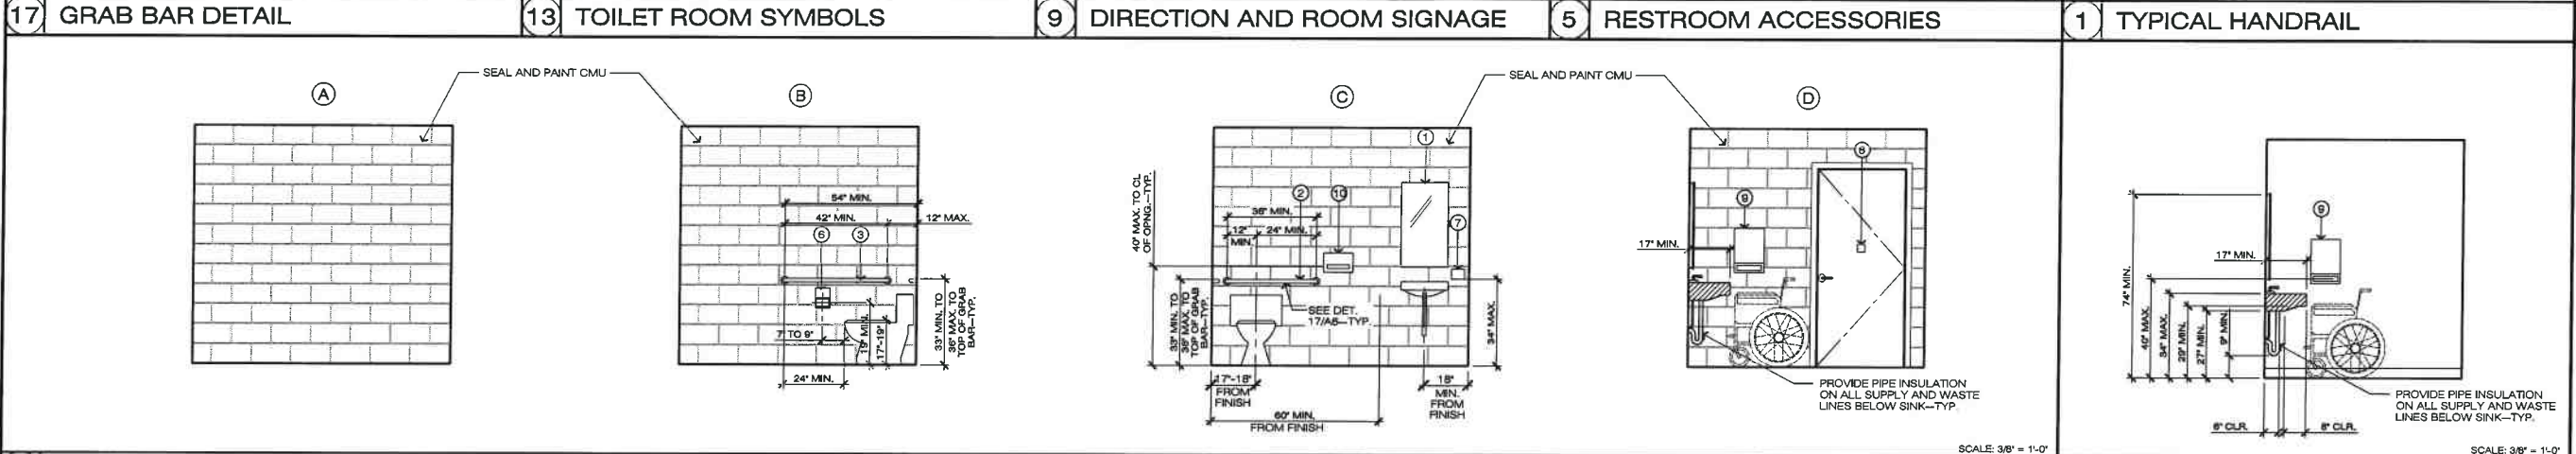 17 GRAB BAR DETAIL
13 TOILET ROOM SYMBOLS
9 DIRECTION AND ROOM SIGNAGE
5 RESTROOM ACCESSORIES
1 TYPICAL HANDRAIL
SEAL AND PAINT CMU
A
B
54" MIN.
42" MIN.
12" MAX.
6
3
33" MIN. TO
36" MAX. TO
TOP OF GRAB
BAR—TYP.
7" TO 9"
19" MIN.
17"-19"
24" MIN.
SEAL AND PAINT CMU
C
1
2
10
7
40" MAX. TO CL
OF OPNG.—TYP.
36" MIN.
12"
MIN.
24" MIN.
33" MIN. TO
36" MAX. TO
TOP OF GRAB
BAR—TYP.
SEE DET.
17/A5—TYP.
34" MAX.
17"-18"
FROM
FINISH
60" MIN.
FROM FINISH
18"
MIN.
FROM
FINISH
D
8
9
17" MIN.
PROVIDE PIPE INSULATION
ON ALL SUPPLY AND WASTE
LINES BELOW SINK—TYP.
SCALE: 3/8" = 1'-0"
9
17" MIN.
74" MIN.
40" MAX.
34" MAX.
29" MIN.
27" MIN.
9" MIN.
6" CLR.
8" CLR.
PROVIDE PIPE INSULATION
ON ALL SUPPLY AND WASTE
LINES BELOW SINK—TYP.
SCALE: 3/8" = 1'-0"